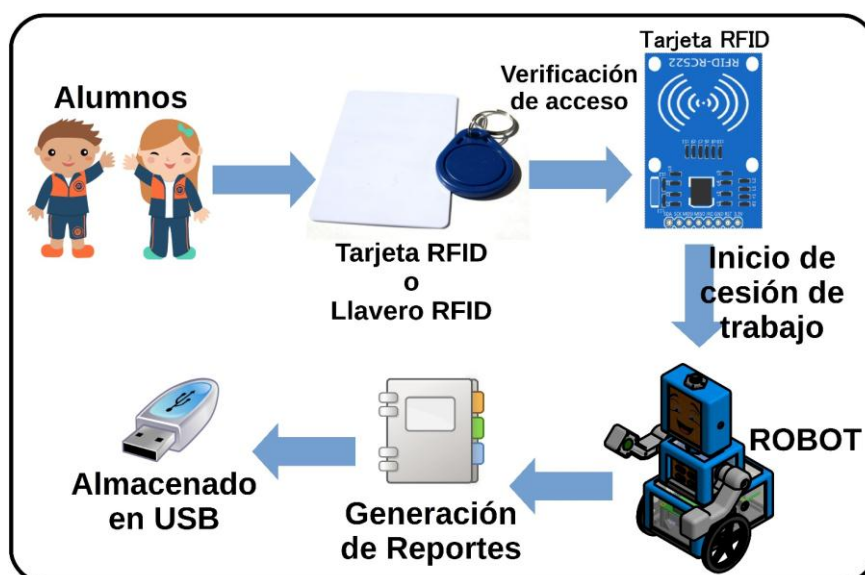 Alumnos
Tarjeta RFID
o
Llavero RFID
Verificación
de acceso
Tarjeta RFID
RFID-RC522
Inicio de
cesión de
trabajo
ROBOT
Generación
de Reportes
Almacenado
en USB